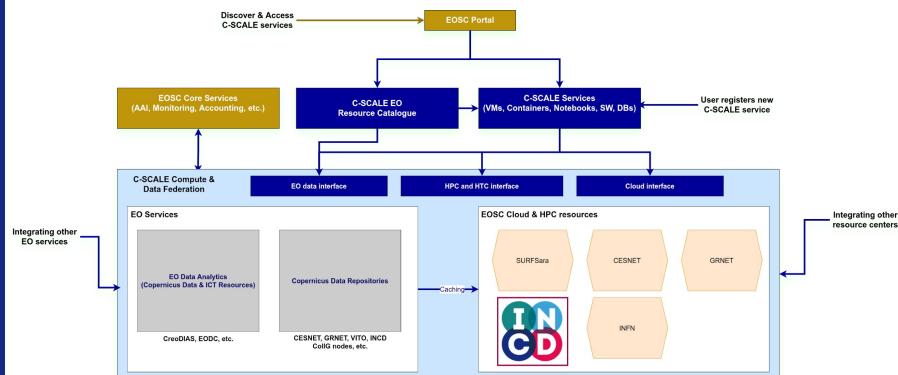 Discover & Access
C-SCALE services
EOSC Portal
EOSC Core Services
(AAI, Monitoring, Accounting, etc.)
C-SCALE EO
Resource Catalogue
C-SCALE Services
(VMs, Containers, Notebooks, SW, DBs)
User registers new
C-SCALE service
C-SCALE Compute &
Data Federation
EO data interface
HPC and HTC interface
Cloud interface
Integrating other
EO services
EO Services
EO Data Analytics
(Copernicus Data & ICT Resources)
Copernicus Data Repositories
CreoDIAS, EODC, etc.
CESNET, GRNET, VITO, INCD
CollG nodes, etc.
Caching
EOSC Cloud & HPC resources
SURFSara
CESNET
GRNET
INCD
INFN
Integrating other
resource centers